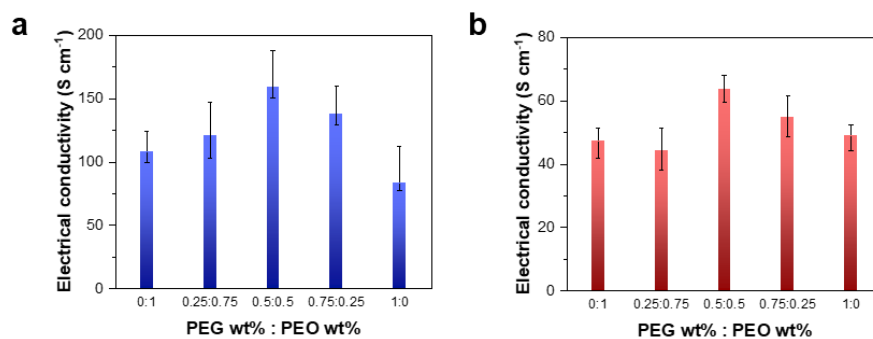 a
Electrical conductivity (S cm⁻¹)
200
150
100
50
0
0:1 0.25:0.75 0.5:0.5 0.75:0.25 1:0
PEG wt% : PEO wt%
b
Electrical conductivity (S cm⁻¹)
80
60
40
20
0
0:1 0.25:0.75 0.5:0.5 0.75:0.25 1:0
PEG wt% : PEO wt%